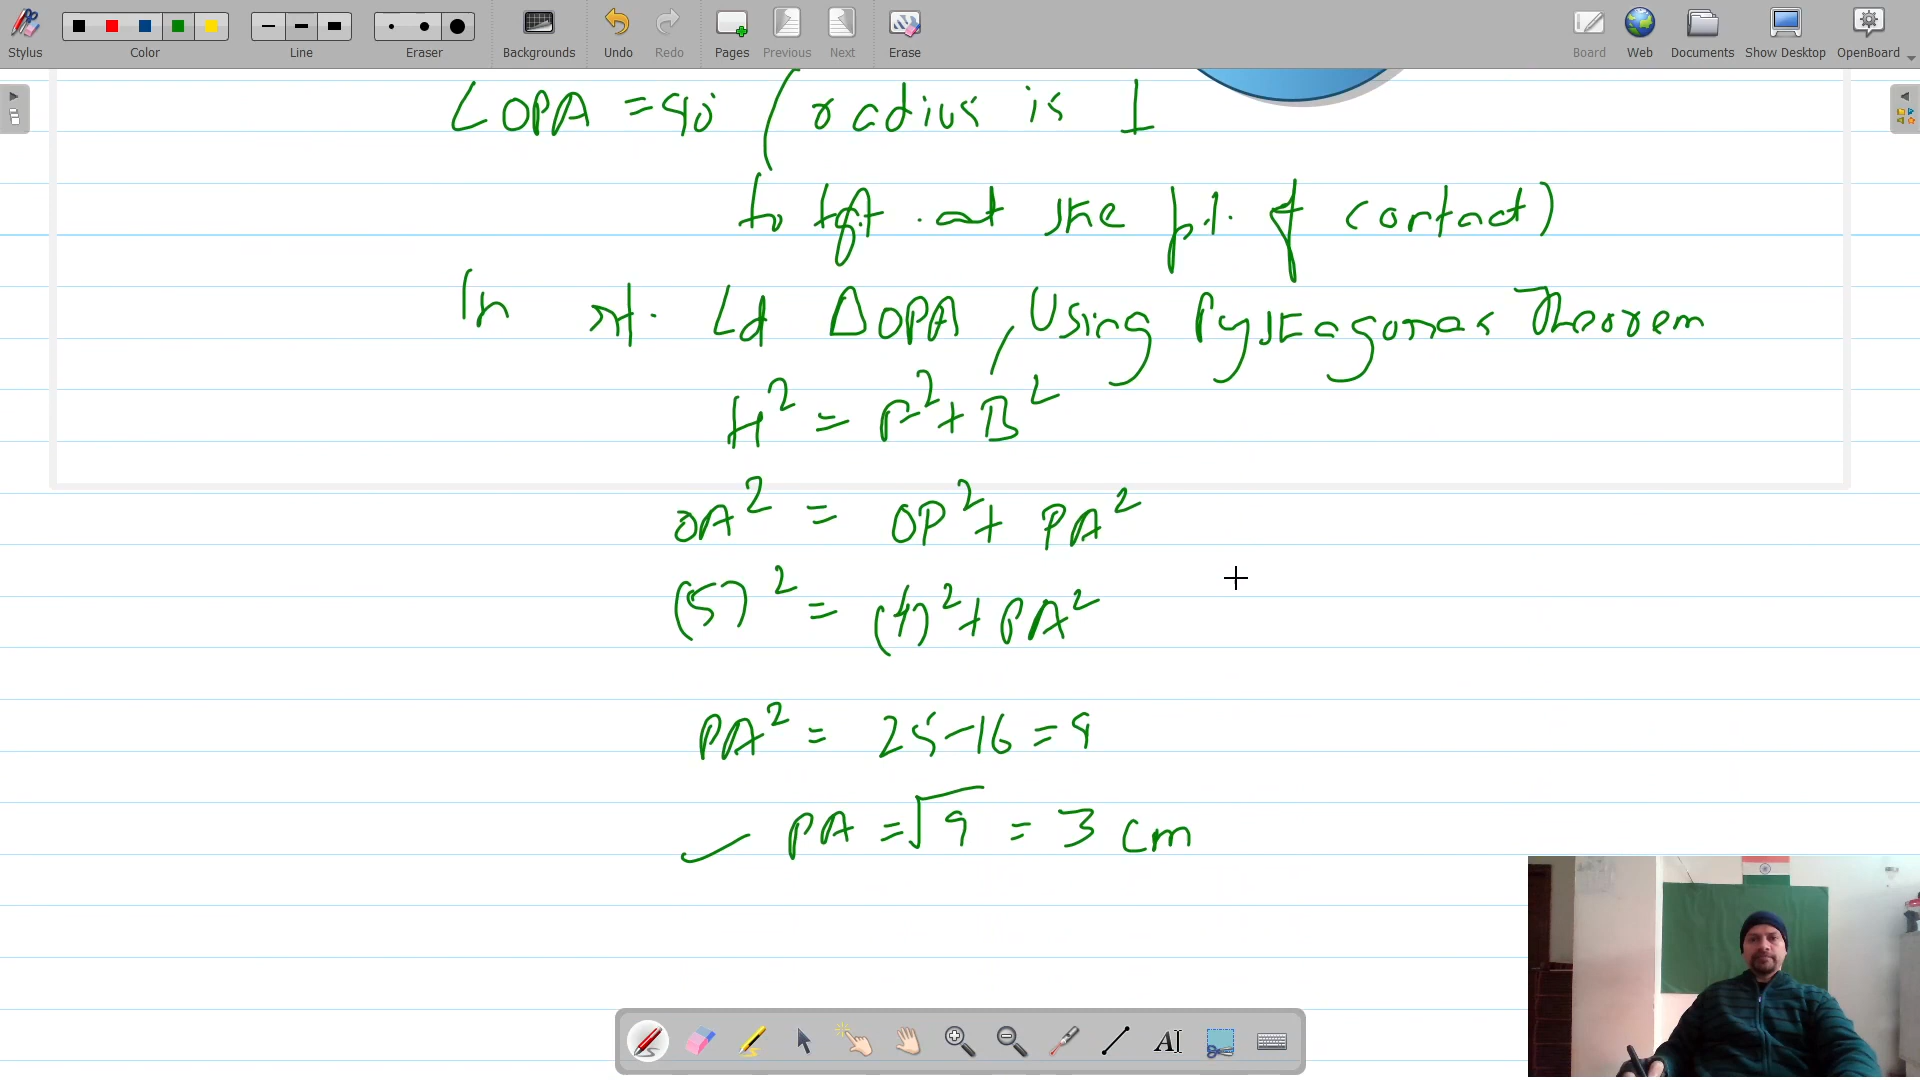 Stylus Color Line Eraser Backgrounds Undo Redo Pages Previous Next Erase Board Web Documents Show Desktop OpenBoard
∠OPA = 90° (radius is ⊥
to tgt. at the pt. of contact)
In rt. ∠d ΔOPA, Using Pythagoras Theorem
H² = P² + B²
OA² = OP² + PA²
(5)² = (4)² + PA²
PA² = 25-16 = 9
PA = √9 = 3 cm
AI